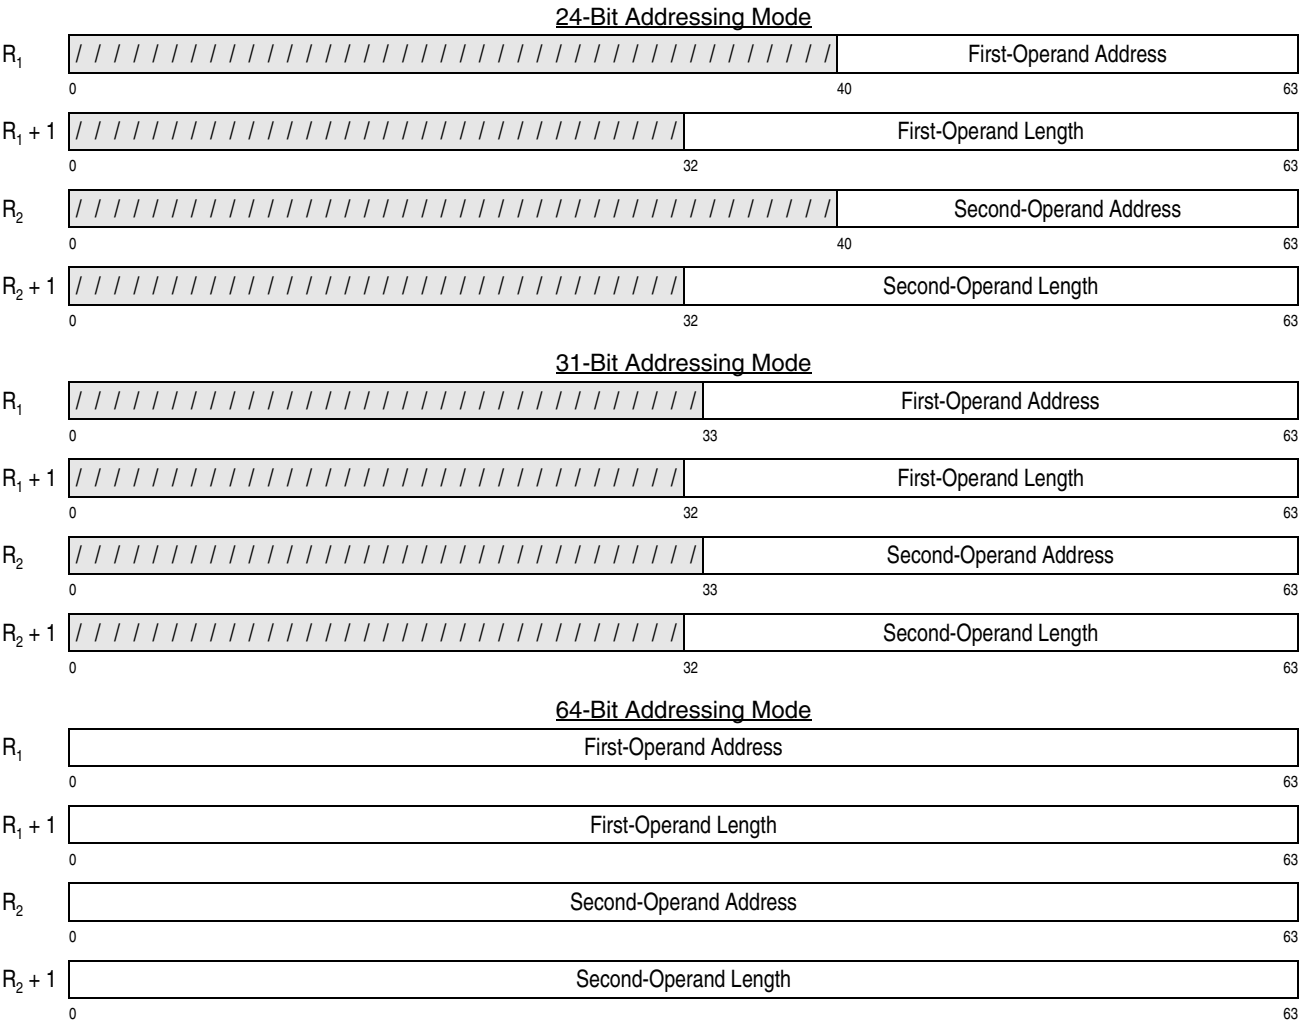 24-Bit Addressing Mode
R₁ / / / / / / / / / / / / / / / / / / / / / / / / / / / / / / / / / / / / / / / / First-Operand Address
0 40 63
R₁ + 1 / / / / / / / / / / / / / / / / / / / / / / / / / / / / / / / / First-Operand Length
0 32 63
R₂ / / / / / / / / / / / / / / / / / / / / / / / / / / / / / / / / / / / / / / / / Second-Operand Address
0 40 63
R₂ + 1 / / / / / / / / / / / / / / / / / / / / / / / / / / / / / / / / Second-Operand Length
0 32 63
31-Bit Addressing Mode
R₁ / / / / / / / / / / / / / / / / / / / / / / / / / / / / / / / / / First-Operand Address
0 33 63
R₁ + 1 / / / / / / / / / / / / / / / / / / / / / / / / / / / / / / / / First-Operand Length
0 32 63
R₂ / / / / / / / / / / / / / / / / / / / / / / / / / / / / / / / / / Second-Operand Address
0 33 63
R₂ + 1 / / / / / / / / / / / / / / / / / / / / / / / / / / / / / / / / Second-Operand Length
0 32 63
64-Bit Addressing Mode
R₁ First-Operand Address
0 63
R₁ + 1 First-Operand Length
0 63
R₂ Second-Operand Address
0 63
R₂ + 1 Second-Operand Length
0 63